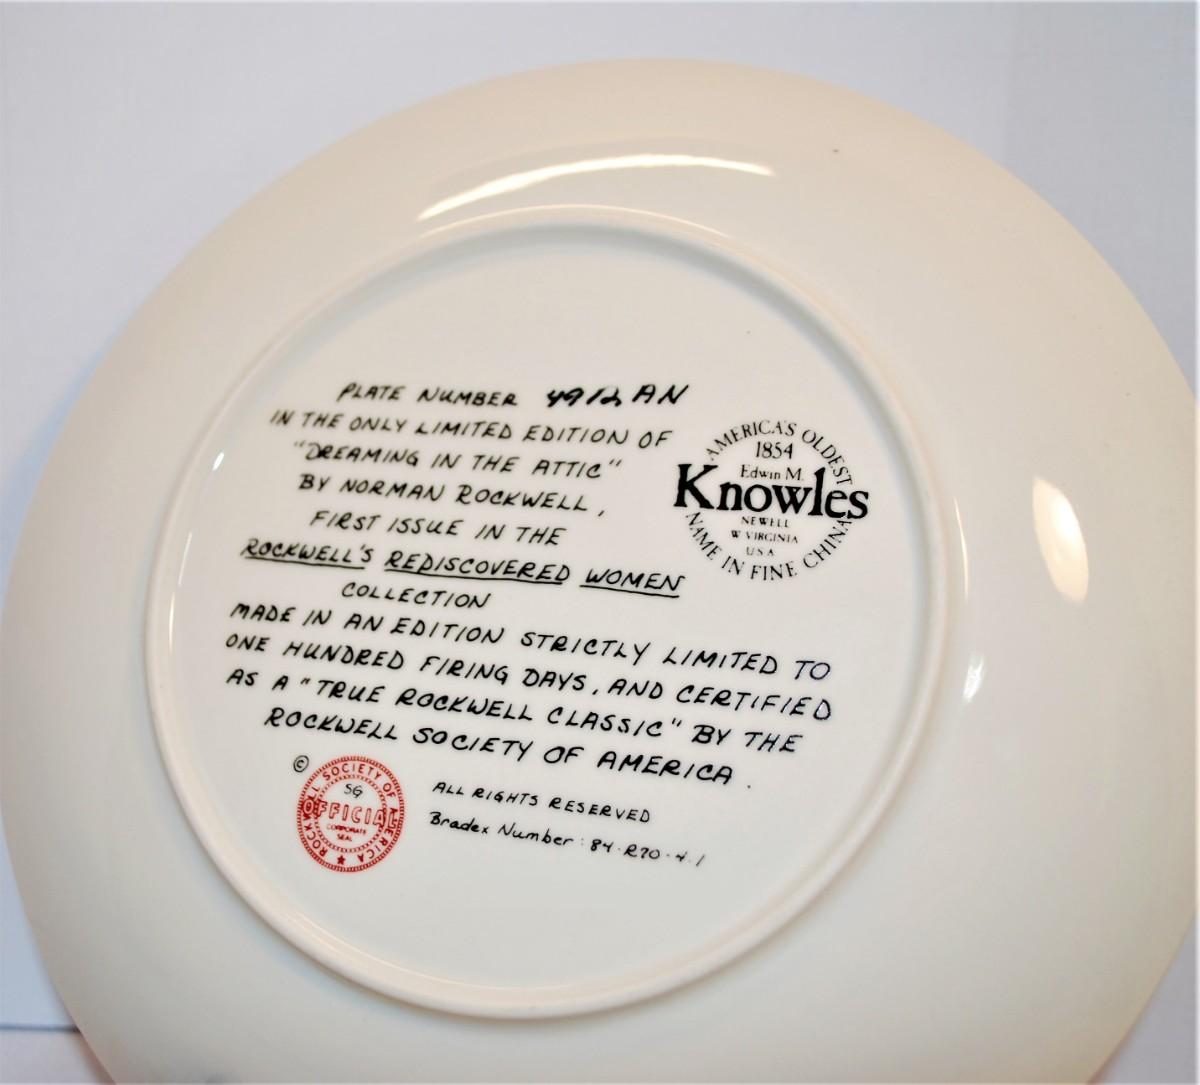 PLATE NUMBER 4912 AN
IN THE ONLY LIMITED EDITION OF
"DREAMING IN THE ATTIC"
BY NORMAN ROCKWELL,
FIRST ISSUE IN THE
ROCKWELL'S REDISCOVERED WOMEN
COLLECTION
MADE IN AN EDITION STRICTLY LIMITED TO
ONE HUNDRED FIRING DAYS, AND CERTIFIED
AS A "TRUE ROCKWELL CLASSIC" BY THE
ROCKWELL SOCIETY OF AMERICA.
AMERICA'S OLDEST
1854
Edwin M.
Knowles
NEWELL
W VIRGINIA
USA
NAME IN FINE CHINA
©
ROCKWELL SOCIETY OF AMERICA
SG
OFFICIAL
CORPORATE
SEAL
ALL RIGHTS RESERVED
Bradex Number: 84-R70-4.1